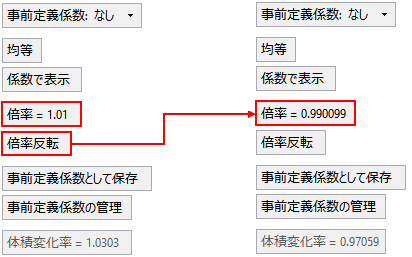 事前定義係数: なし
均等
係数で表示
倍率 = 1.01
倍率反転
事前定義係数として保存
事前定義係数の管理
体積変化率 = 1.0303
事前定義係数: なし
均等
係数で表示
倍率 = 0.990099
倍率反転
事前定義係数として保存
事前定義係数の管理
体積変化率 = 0.97059